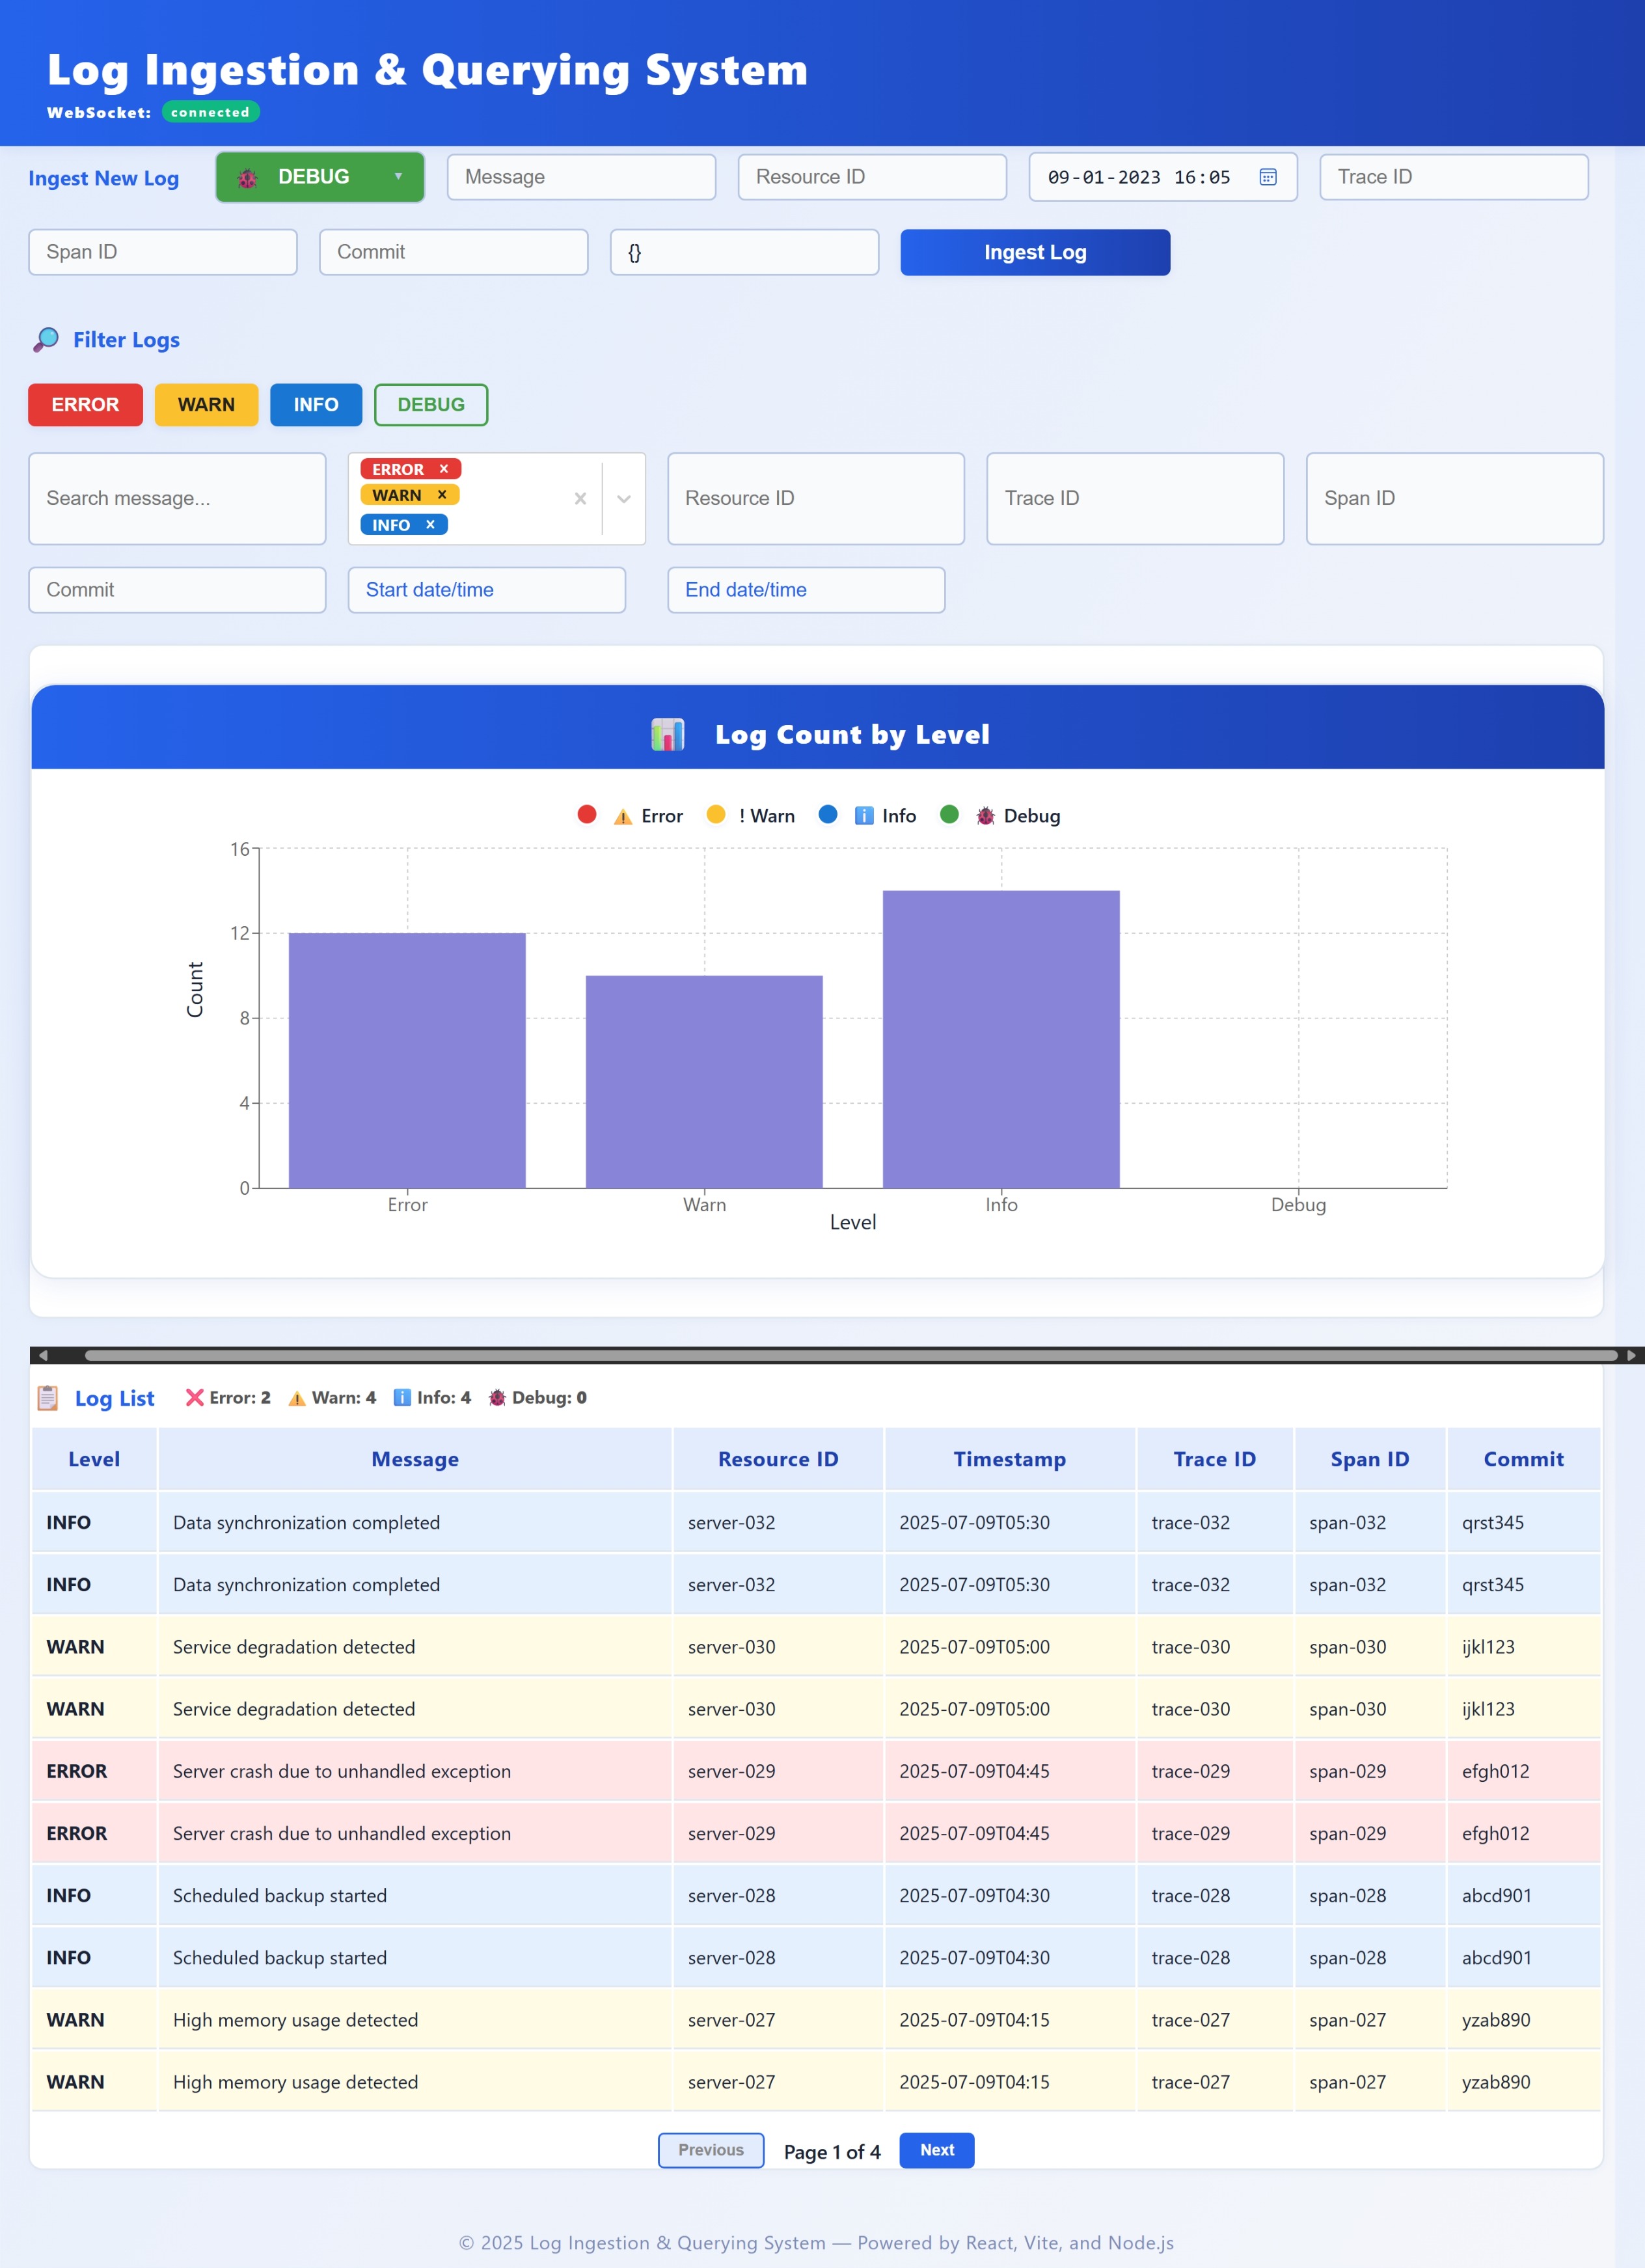 Log Ingestion & Querying System
WebSocket: connected
Ingest New Log DEBUG Message Resource ID 09-01-2023 16:05 Trace ID
Span ID Commit {} Ingest Log
Filter Logs
ERROR WARN INFO DEBUG
Search message... ERROR × WARN × INFO × Resource ID Trace ID Span ID
Commit Start date/time End date/time
Log Count by Level
Error ! Warn Info Debug
16
12
8
4
0
Count
Error Warn Info Debug
Level
Log List Error: 2 Warn: 4 Info: 4 Debug: 0
Level Message Resource ID Timestamp Trace ID Span ID Commit
INFO Data synchronization completed server-032 2025-07-09T05:30 trace-032 span-032 qrst345
INFO Data synchronization completed server-032 2025-07-09T05:30 trace-032 span-032 qrst345
WARN Service degradation detected server-030 2025-07-09T05:00 trace-030 span-030 ijkl123
WARN Service degradation detected server-030 2025-07-09T05:00 trace-030 span-030 ijkl123
ERROR Server crash due to unhandled exception server-029 2025-07-09T04:45 trace-029 span-029 efgh012
ERROR Server crash due to unhandled exception server-029 2025-07-09T04:45 trace-029 span-029 efgh012
INFO Scheduled backup started server-028 2025-07-09T04:30 trace-028 span-028 abcd901
INFO Scheduled backup started server-028 2025-07-09T04:30 trace-028 span-028 abcd901
WARN High memory usage detected server-027 2025-07-09T04:15 trace-027 span-027 yzab890
WARN High memory usage detected server-027 2025-07-09T04:15 trace-027 span-027 yzab890
Previous Page 1 of 4 Next
© 2025 Log Ingestion & Querying System — Powered by React, Vite, and Node.js